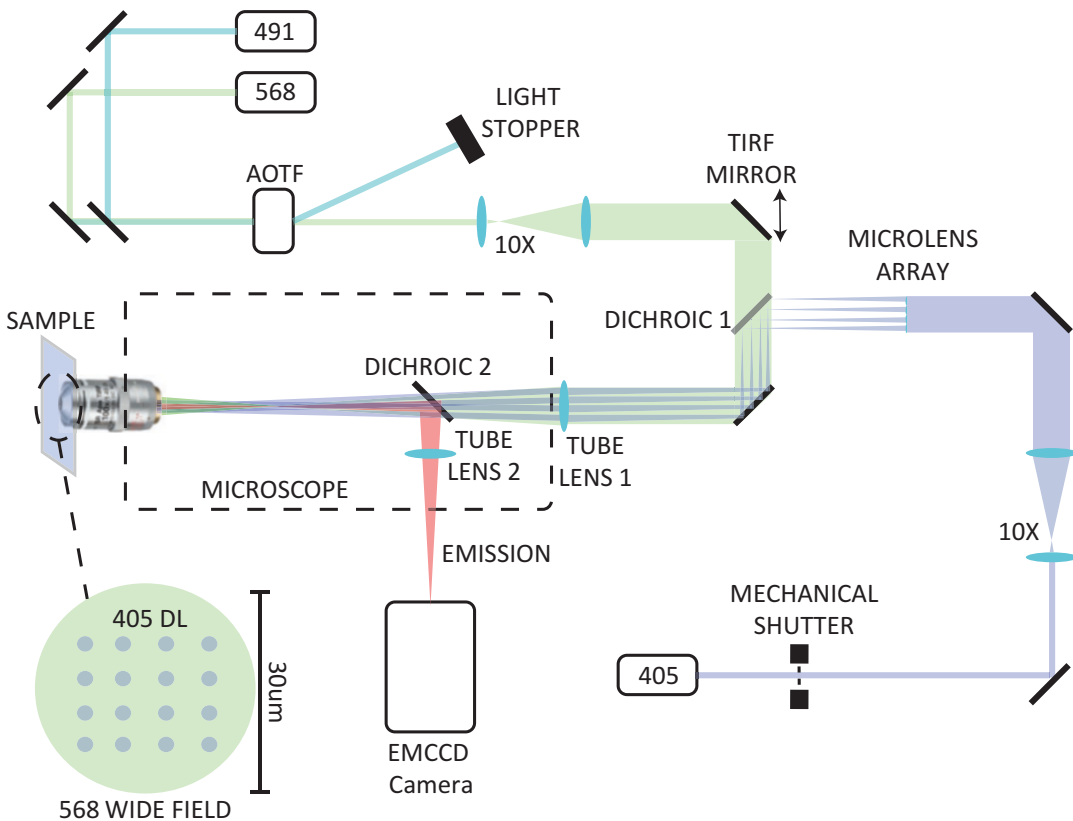 491
568
LIGHT
STOPPER
AOTF
TIRF
MIRROR
10X
MICROLENS
ARRAY
SAMPLE
DICHROIC 1
DICHROIC 2
TUBE
LENS 2
TUBE
LENS 1
MICROSCOPE
10X
EMISSION
MECHANICAL
SHUTTER
405 DL
30um
405
EMCCD
Camera
568 WIDE FIELD